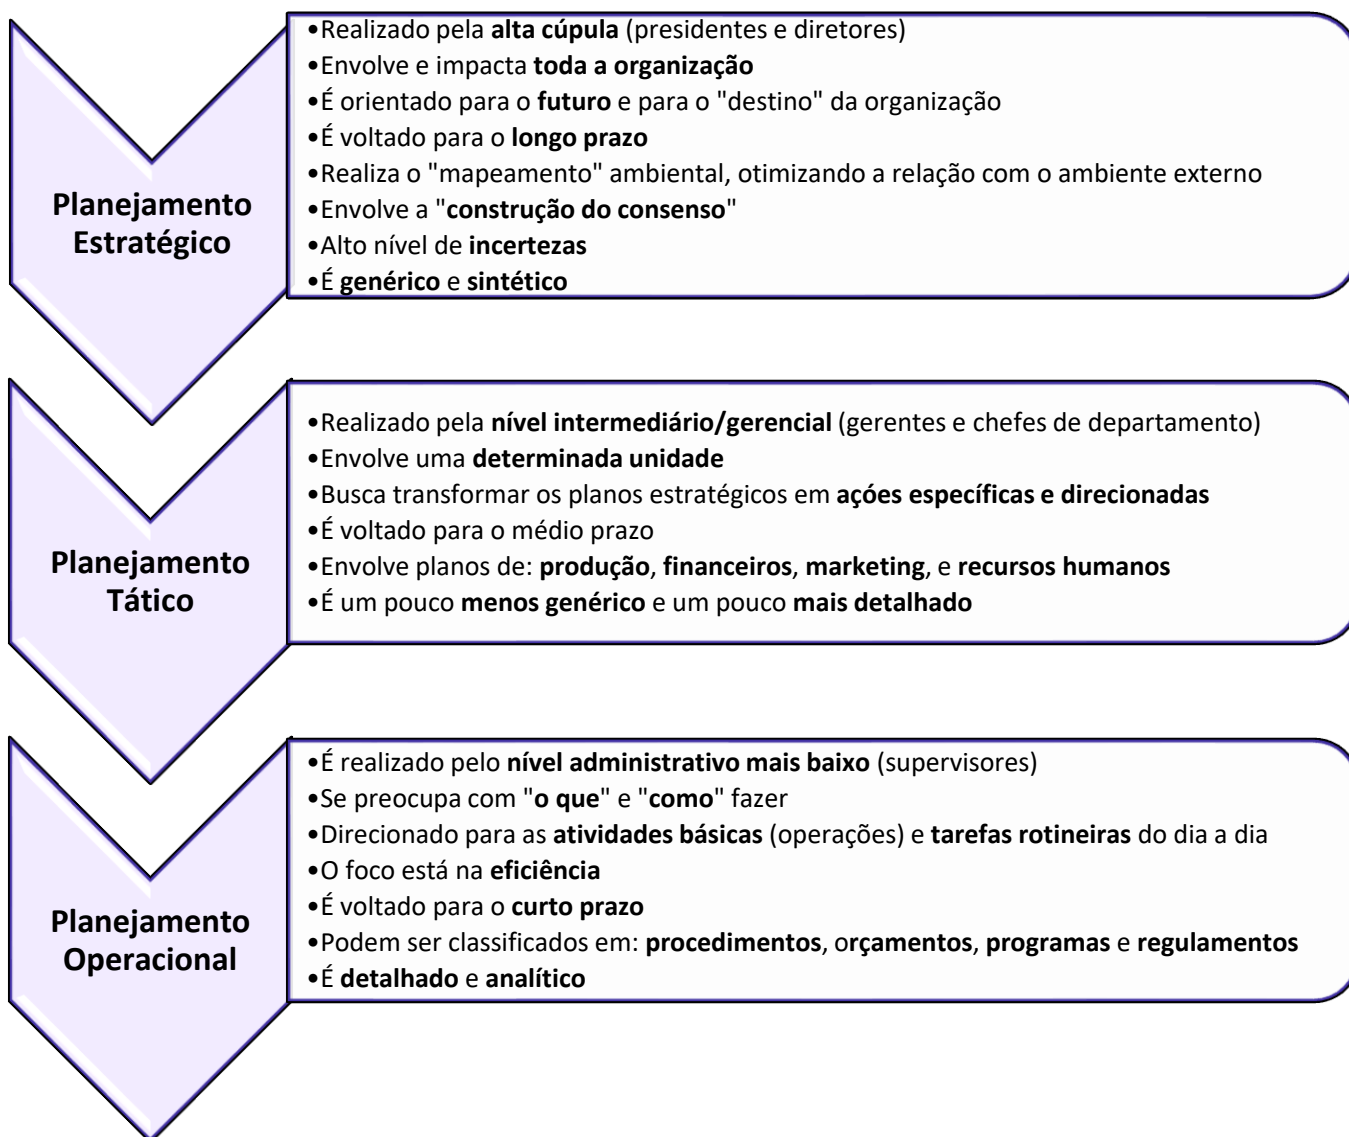 Planejamento
Estratégico
•Realizado pela alta cúpula (presidentes e diretores)
•Envolve e impacta toda a organização
•É orientado para o futuro e para o "destino" da organização
•É voltado para o longo prazo
•Realiza o "mapeamento" ambiental, otimizando a relação com o ambiente externo
•Envolve a "construção do consenso"
•Alto nível de incertezas
•É genérico e sintético
Planejamento
Tático
•Realizado pela nível intermediário/gerencial (gerentes e chefes de departamento)
•Envolve uma determinada unidade
•Busca transformar os planos estratégicos em açóes específicas e direcionadas
•É voltado para o médio prazo
•Envolve planos de: produção, financeiros, marketing, e recursos humanos
•É um pouco menos genérico e um pouco mais detalhado
Planejamento
Operacional
•É realizado pelo nível administrativo mais baixo (supervisores)
•Se preocupa com "o que" e "como" fazer
•Direcionado para as atividades básicas (operações) e tarefas rotineiras do dia a dia
•O foco está na eficiência
•É voltado para o curto prazo
•Podem ser classificados em: procedimentos, orçamentos, programas e regulamentos
•É detalhado e analítico